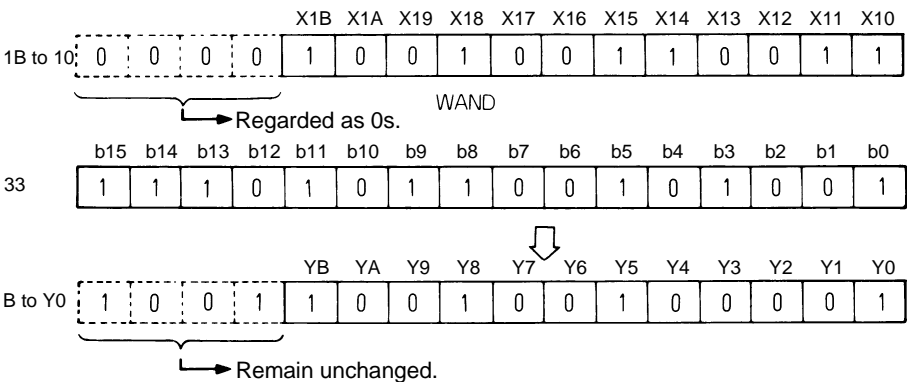 X1B X1A X19 X18 X17 X16 X15 X14 X13 X12 X11 X10
1B to 10 0 0 0 0 1 0 0 1 0 0 1 1 0 0 1 1
WAND
Regarded as 0s.
b15 b14 b13 b12 b11 b10 b9 b8 b7 b6 b5 b4 b3 b2 b1 b0
33 1 1 1 0 1 0 1 1 0 0 1 0 1 0 0 1
YB YA Y9 Y8 Y7 Y6 Y5 Y4 Y3 Y2 Y1 Y0
B to Y0 1 0 0 1 1 0 0 1 0 0 1 0 0 0 0 1
Remain unchanged.